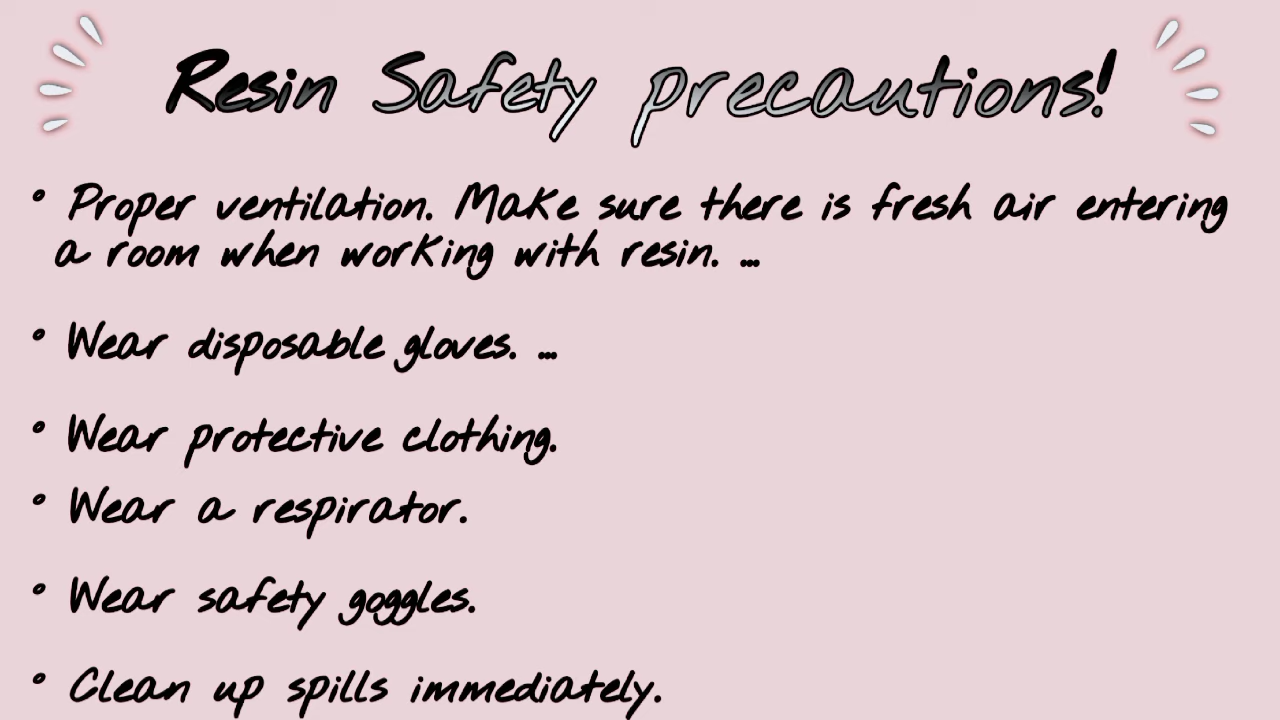 Resin Safety precautions!
• Proper ventilation. Make sure there is fresh air entering
a room when working with resin. ...
• Wear disposable gloves. ...
• Wear protective clothing.
• Wear a respirator.
• Wear safety goggles.
• Clean up spills immediately.